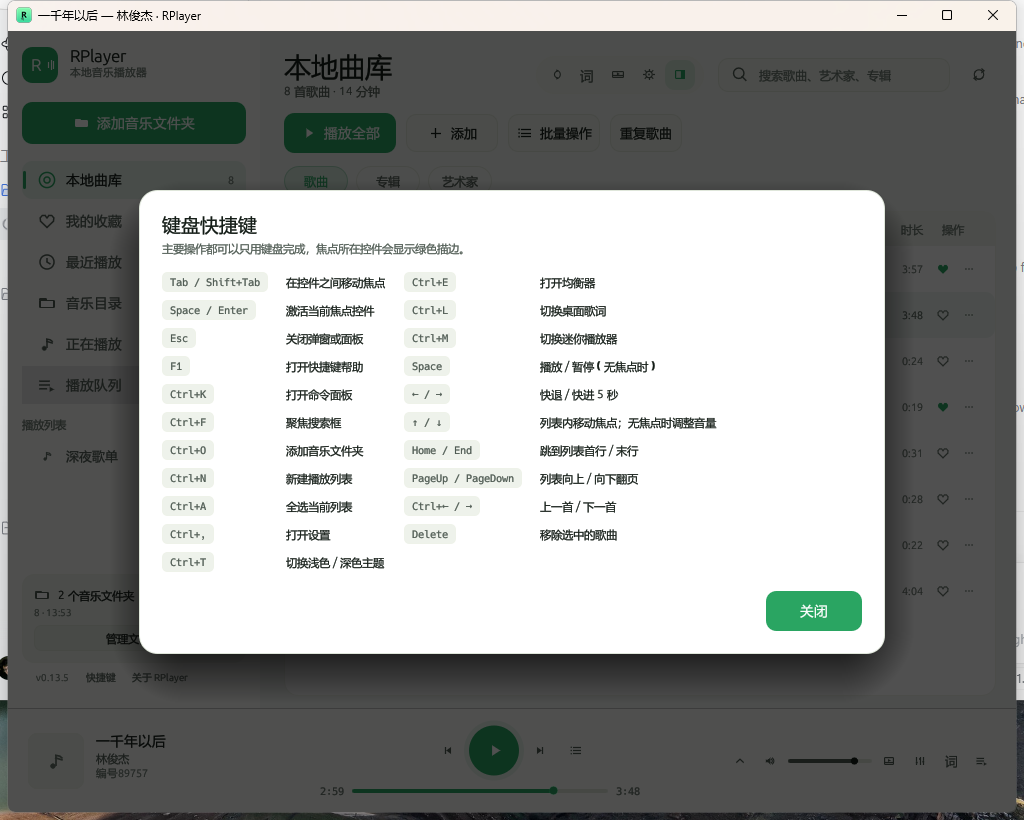 一千年以后 — 林俊杰 · RPlayer
RPlayer
本地音乐播放器
添加音乐文件夹
本地曲库 8
我的收藏
最近播放
音乐目录
正在播放
播放队列
播放列表
深夜歌单
2 个音乐文件夹
8 · 13:53
管理文
v0.13.5 快捷键 关于 RPlayer
本地曲库
8 首歌曲 · 14 分钟
词
搜索歌曲、艺术家、专辑
播放全部 添加 批量操作 重复歌曲
歌曲 专辑 艺术家
时长 操作
3:57
3:48
0:24
0:19
0:31
0:28
0:22
4:04
键盘快捷键
主要操作都可以只用键盘完成，焦点所在控件会显示绿色描边。
Tab / Shift+Tab 在控件之间移动焦点 Ctrl+E 打开均衡器
Space / Enter 激活当前焦点控件 Ctrl+L 切换桌面歌词
Esc 关闭弹窗或面板 Ctrl+M 切换迷你播放器
F1 打开快捷键帮助 Space 播放 / 暂停（无焦点时）
Ctrl+K 打开命令面板 ← / → 快退 / 快进 5 秒
Ctrl+F 聚焦搜索框 ↑ / ↓ 列表内移动焦点；无焦点时调整音量
Ctrl+O 添加音乐文件夹 Home / End 跳到列表首行 / 末行
Ctrl+N 新建播放列表 PageUp / PageDown 列表向上 / 向下翻页
Ctrl+A 全选当前列表 Ctrl+← / → 上一首 / 下一首
Ctrl+, 打开设置 Delete 移除选中的歌曲
Ctrl+T 切换浅色 / 深色主题
关闭
一千年以后
林俊杰
编号89757
2:59 3:48
词